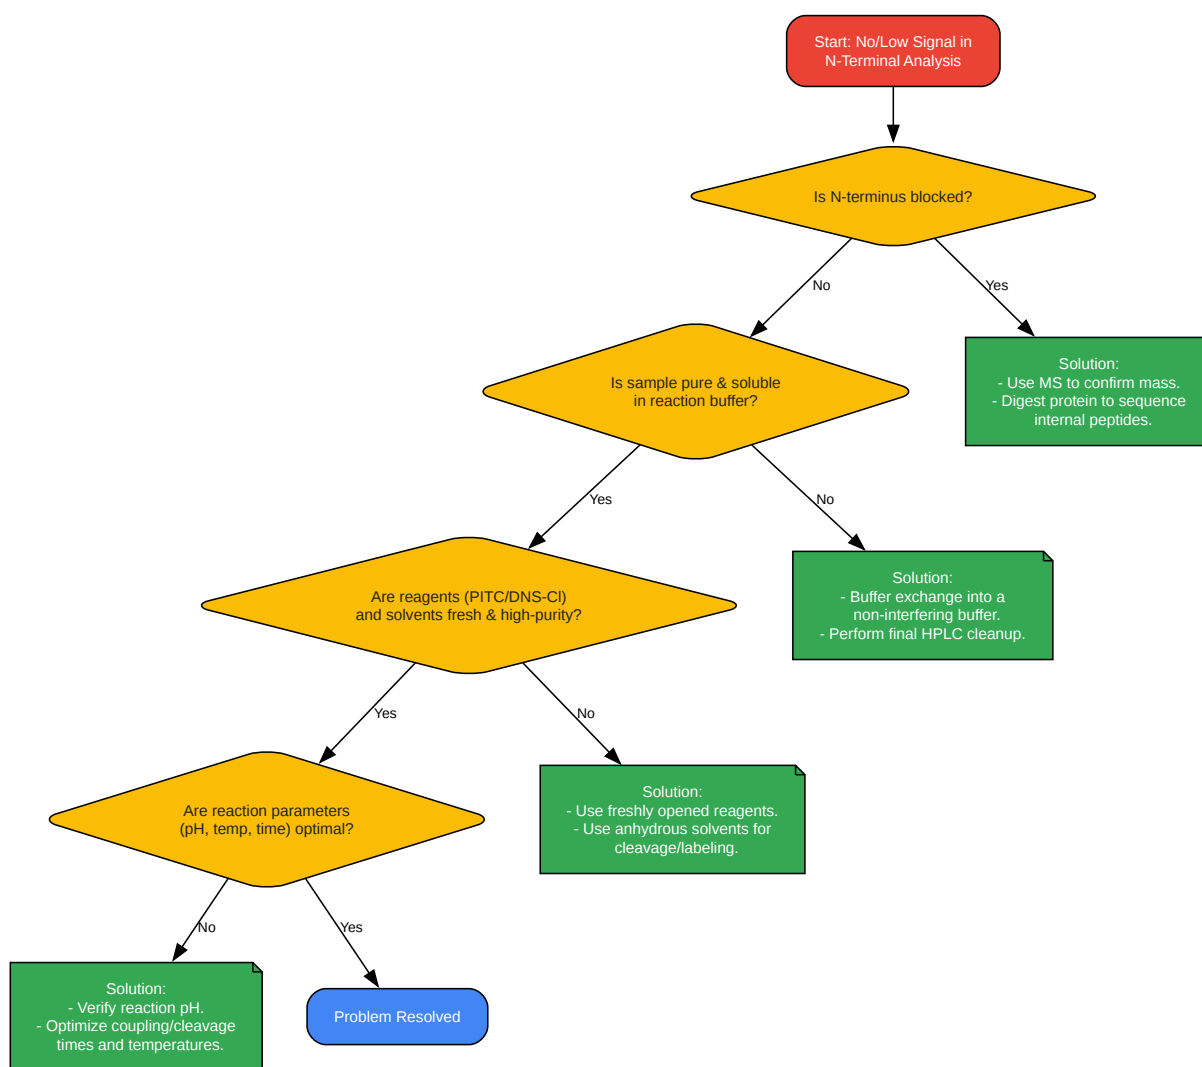 Start: No/Low Signal in
N-Terminal Analysis
Is N-terminus blocked?
No
Yes
Solution:
- Use MS to confirm mass.
- Digest protein to sequence
internal peptides.
Is sample pure & soluble
in reaction buffer?
Yes
No
Solution:
- Buffer exchange into a
non-interfering buffer.
- Perform final HPLC cleanup.
Are reagents (PITC/DNS-Cl)
and solvents fresh & high-purity?
Yes
No
Solution:
- Use freshly opened reagents.
- Use anhydrous solvents for
cleavage/labeling.
Are reaction parameters
(pH, temp, time) optimal?
No
Yes
Solution:
- Verify reaction pH.
- Optimize coupling/cleavage
times and temperatures.
Problem Resolved